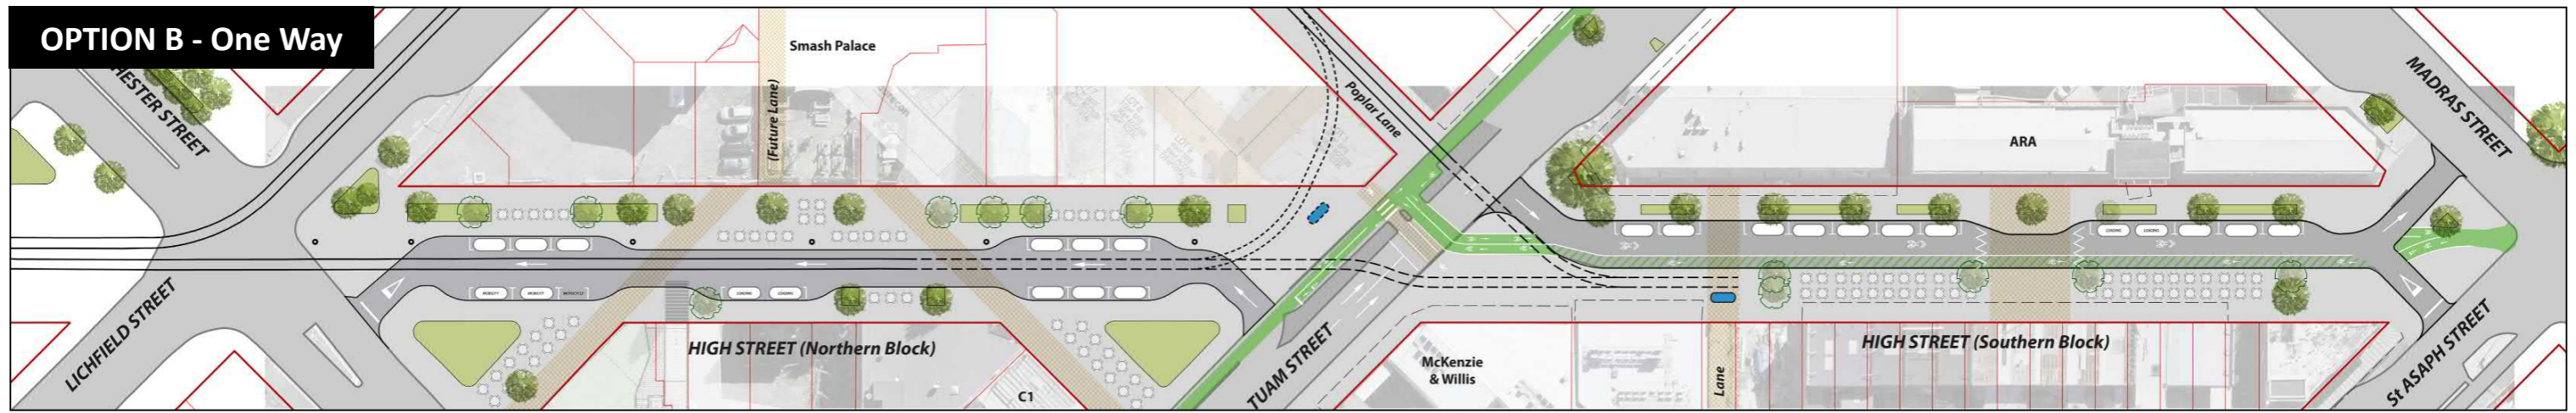 OPTION B - One Way
HESTER STREET
Smash Palace
(Future Lane)
Poplar Lane
MADRAS STREET
ARA
LICHFIELD STREET
HIGH STREET (Northern Block)
C1
TUAM STREET
McKenzie
& Willis
Lane
HIGH STREET (Southern Block)
St ASAPH STREET